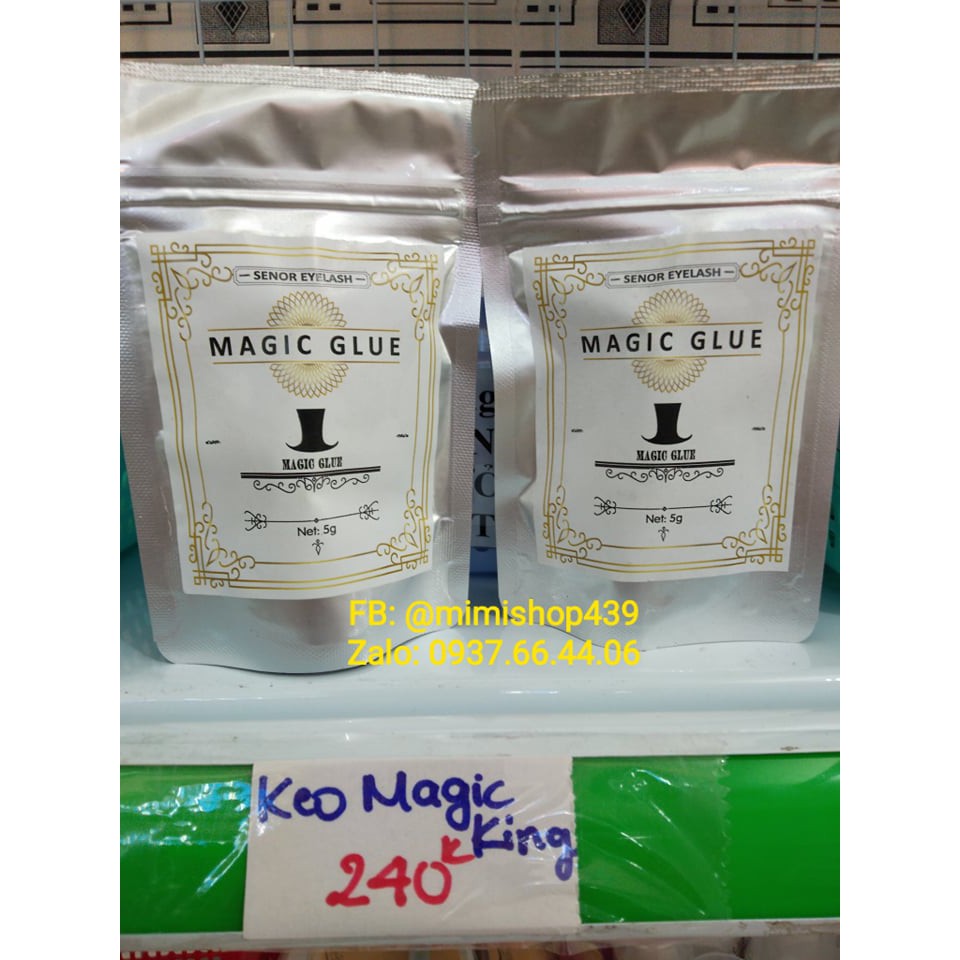 SENOR EYELASH
MAGIC GLUE
MAGIC GLUE
Net: 5g
SENOR EYELASH
MAGIC GLUE
MAGIC GLUE
Net: 5g
g
N
T
FB: @mimishop439
Zalo: 0937.66.44.06
Keo Magic
King
240K